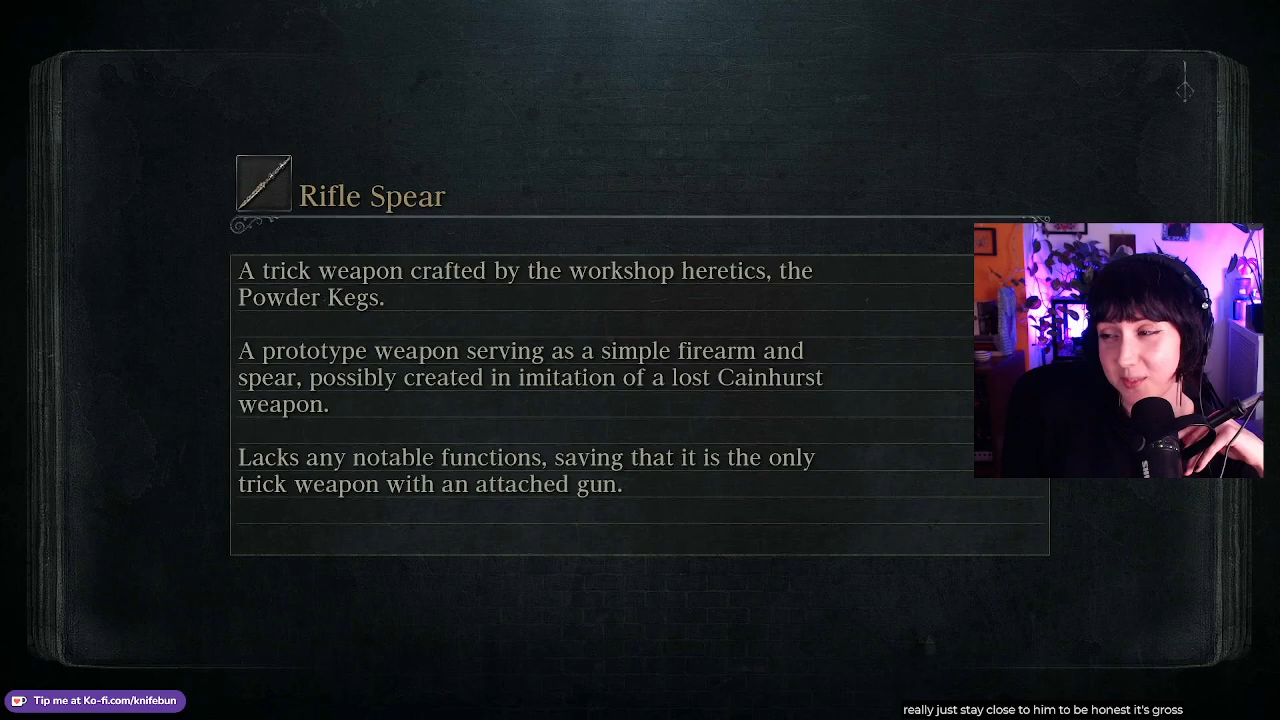 Rifle Spear
A trick weapon crafted by the workshop heretics, the
Powder Kegs.
A prototype weapon serving as a simple firearm and
spear, possibly created in imitation of a lost Cainhurst
weapon.
Lacks any notable functions, saving that it is the only
trick weapon with an attached gun.
Tip me at Ko-fi.com/knifebun
really just stay close to him to be honest it's gross